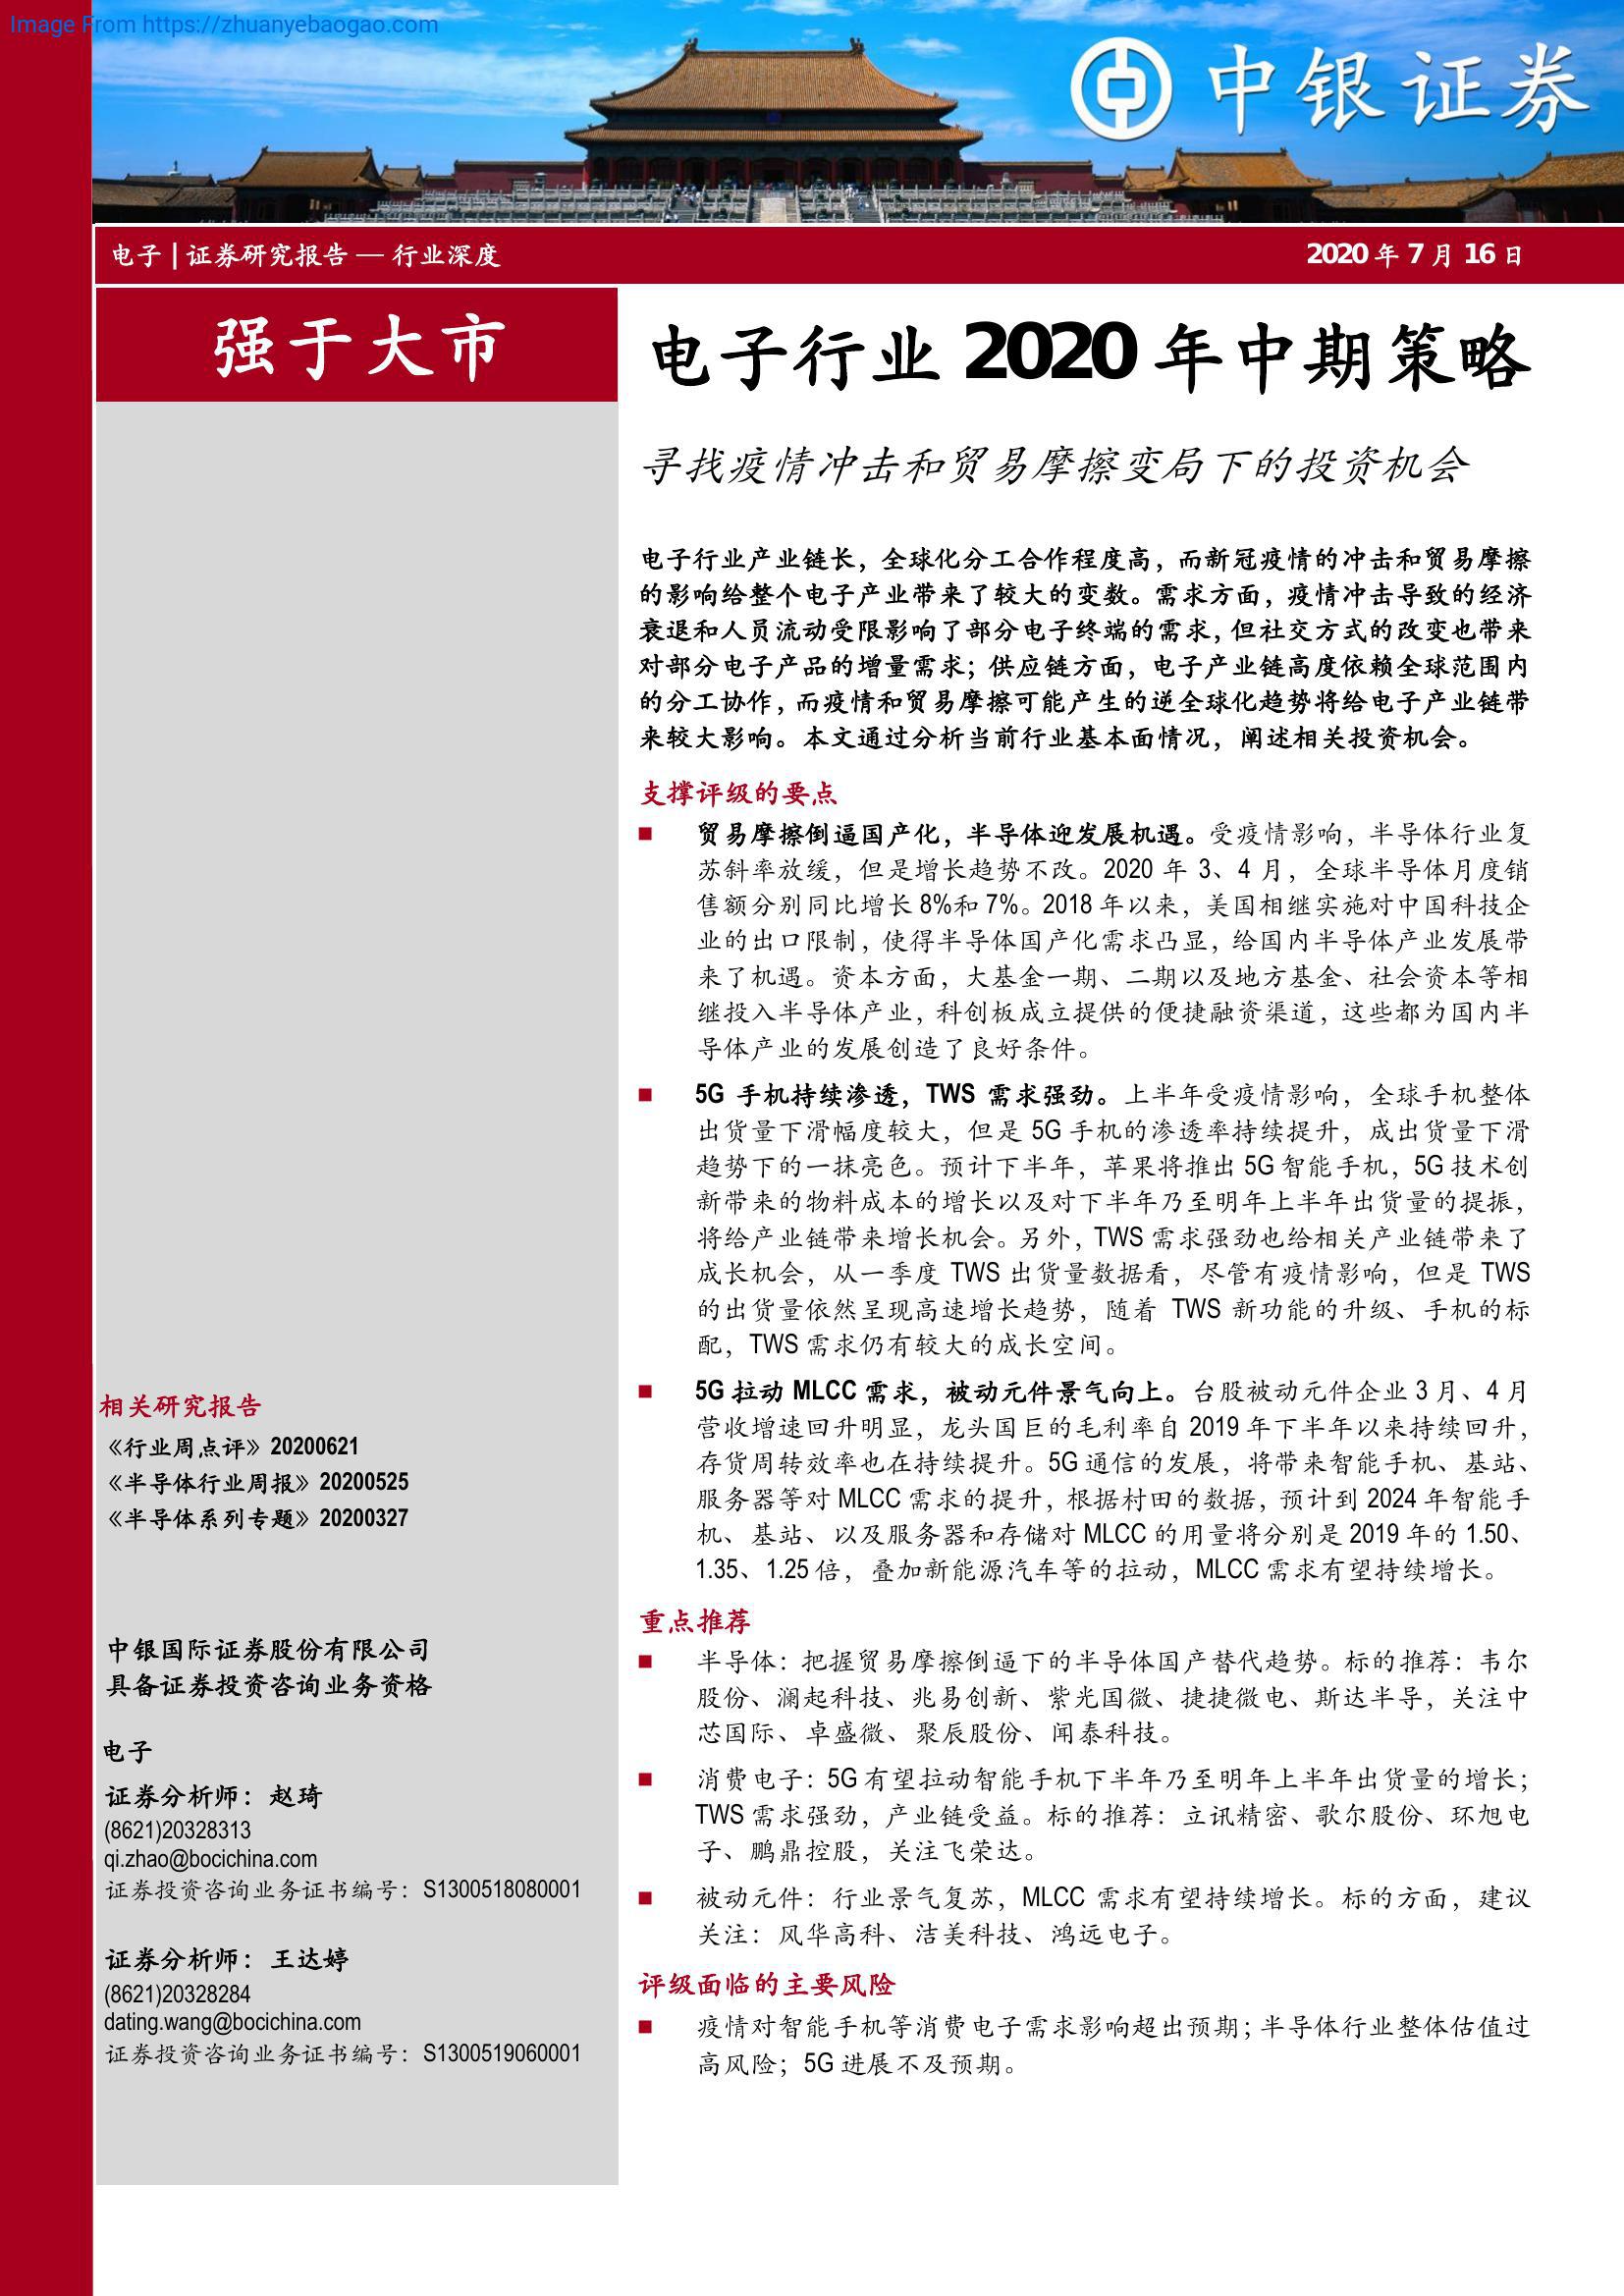 Image From https://zhuanyebaogao.com
中银证券
电子 | 证券研究报告 — 行业深度
2020 年 7 月 16 日
强于大市
电子行业 2020 年中期策略
寻找疫情冲击和贸易摩擦变局下的投资机会
电子行业产业链长，全球化分工合作程度高，而新冠疫情的冲击和贸易摩擦
的影响给整个电子产业带来了较大的变数。需求方面，疫情冲击导致的经济
衰退和人员流动受限影响了部分电子终端的需求，但社交方式的改变也带来
对部分电子产品的增量需求；供应链方面，电子产业链高度依赖全球范围内
的分工协作，而疫情和贸易摩擦可能产生的逆全球化趋势将给电子产业链带
来较大影响。本文通过分析当前行业基本面情况，阐述相关投资机会。
支撑评级的要点
■ 贸易摩擦倒逼国产化，半导体迎发展机遇。受疫情影响，半导体行业复
苏斜率放缓，但是增长趋势不改。2020 年 3、4 月，全球半导体月度销
售额分别同比增长 8%和 7%。2018 年以来，美国相继实施对中国科技企
业的出口限制，使得半导体国产化需求凸显，给国内半导体产业发展带
来了机遇。资本方面，大基金一期、二期以及地方基金、社会资本等相
继投入半导体产业，科创板成立提供的便捷融资渠道，这些都为国内半
导体产业的发展创造了良好条件。
■ 5G 手机持续渗透，TWS 需求强劲。上半年受疫情影响，全球手机整体
出货量下滑幅度较大，但是 5G 手机的渗透率持续提升，成出货量下滑
趋势下的一抹亮色。预计下半年，苹果将推出 5G 智能手机，5G 技术创
新带来的物料成本的增长以及对下半年乃至明年上半年出货量的提振，
将给产业链带来增长机会。另外，TWS 需求强劲也给相关产业链带来了
成长机会，从一季度 TWS 出货量数据看，尽管有疫情影响，但是 TWS
的出货量依然呈现高速增长趋势，随着 TWS 新功能的升级、手机的标
配，TWS 需求仍有较大的成长空间。
■ 5G 拉动 MLCC 需求，被动元件景气向上。台股被动元件企业 3 月、4 月
营收增速回升明显，龙头国巨的毛利率自 2019 年下半年以来持续回升，
存货周转效率也在持续提升。5G 通信的发展，将带来智能手机、基站、
服务器等对 MLCC 需求的提升，根据村田的数据，预计到 2024 年智能手
机、基站、以及服务器和存储对 MLCC 的用量将分别是 2019 年的 1.50、
1.35、1.25 倍，叠加新能源汽车等的拉动，MLCC 需求有望持续增长。
重点推荐
■ 半导体：把握贸易摩擦倒逼下的半导体国产替代趋势。标的推荐：韦尔
股份、澜起科技、兆易创新、紫光国微、捷捷微电、斯达半导，关注中
芯国际、卓盛微、聚辰股份、闻泰科技。
■ 消费电子：5G 有望拉动智能手机下半年乃至明年上半年出货量的增长；
TWS 需求强劲，产业链受益。标的推荐：立讯精密、歌尔股份、环旭电
子、鹏鼎控股，关注飞荣达。
■ 被动元件：行业景气复苏，MLCC 需求有望持续增长。标的方面，建议
关注：风华高科、洁美科技、鸿远电子。
评级面临的主要风险
■ 疫情对智能手机等消费电子需求影响超出预期；半导体行业整体估值过
高风险；5G 进展不及预期。
相关研究报告
《行业周点评》20200621
《半导体行业周报》20200525
《半导体系列专题》20200327
中银国际证券股份有限公司
具备证券投资咨询业务资格
电子
证券分析师：赵琦
(8621)20328313
qi.zhao@bocichina.com
证券投资咨询业务证书编号：S1300518080001
证券分析师：王达婷
(8621)20328284
dating.wang@bocichina.com
证券投资咨询业务证书编号：S1300519060001